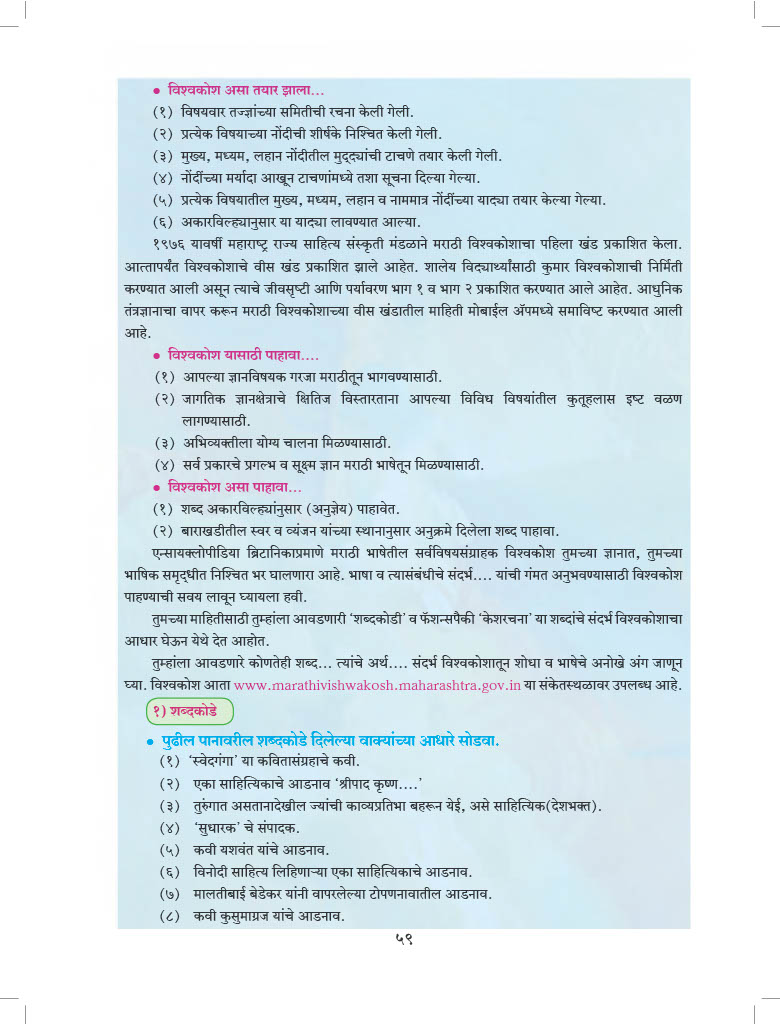 • विश्वकोश असा तयार झाला...
(१) विषयवार तज्ज्ञांच्या समितीची रचना केली गेली.
(२) प्रत्येक विषयाच्या नोंदीची शीर्षके निश्चित केली गेली.
(३) मुख्य, मध्यम, लहान नोंदीतील मुद्द्यांची टाचणे तयार केली गेली.
(४) नोंदींच्या मर्यादा आखून टाचणांमध्ये तशा सूचना दिल्या गेल्या.
(५) प्रत्येक विषयातील मुख्य, मध्यम, लहान व नाममात्र नोंदींच्या याद्या तयार केल्या गेल्या.
(६) अकारविल्ह्यानुसार या याद्या लावण्यात आल्या.
१९७६ यावर्षी महाराष्ट्र राज्य साहित्य संस्कृती मंडळाने मराठी विश्वकोशाचा पहिला खंड प्रकाशित केला.
आत्तापर्यंत विश्वकोशाचे वीस खंड प्रकाशित झाले आहेत. शालेय विद्यार्थ्यांसाठी कुमार विश्वकोशाची निर्मिती
करण्यात आली असून त्याचे जीवसृष्टी आणि पर्यावरण भाग १ व भाग २ प्रकाशित करण्यात आले आहेत. आधुनिक
तंत्रज्ञानाचा वापर करून मराठी विश्वकोशाच्या वीस खंडातील माहिती मोबाईल ॲपमध्ये समाविष्ट करण्यात आली
आहे.
• विश्वकोश यासाठी पाहावा....
(१) आपल्या ज्ञानविषयक गरजा मराठीतून भागवण्यासाठी.
(२) जागतिक ज्ञानक्षेत्राचे क्षितिज विस्तारताना आपल्या विविध विषयांतील कुतूहलास इष्ट वळण
लागण्यासाठी.
(३) अभिव्यक्तीला योग्य चालना मिळण्यासाठी.
(४) सर्व प्रकारचे प्रगल्भ व सूक्ष्म ज्ञान मराठी भाषेतून मिळण्यासाठी.
• विश्वकोश असा पाहावा...
(१) शब्द अकारविल्ह्यांनुसार (अनुज्ञेय) पाहावेत.
(२) बाराखडीतील स्वर व व्यंजन यांच्या स्थानानुसार अनुक्रमे दिलेला शब्द पाहावा.
एन्सायक्लोपीडिया ब्रिटानिकाप्रमाणे मराठी भाषेतील सर्वविषयसंग्राहक विश्वकोश तुमच्या ज्ञानात, तुमच्या
भाषिक समृद्धीत निश्चित भर घालणारा आहे. भाषा व त्यासंबंधीचे संदर्भ.... यांची गंमत अनुभवण्यासाठी विश्वकोश
पाहण्याची सवय लावून घ्यायला हवी.
तुमच्या माहितीसाठी तुम्हांला आवडणारी ‘शब्दकोडी’ व फॅशन्सपैकी ‘केशरचना’ या शब्दांचे संदर्भ विश्वकोशाचा
आधार घेऊन येथे देत आहोत.
तुम्हांला आवडणारे कोणतेही शब्द... त्यांचे अर्थ.... संदर्भ विश्वकोशातून शोधा व भाषेचे अनोखे अंग जाणून
घ्या. विश्वकोश आता www.marathivishwakosh.maharashtra.gov.in या संकेतस्थळावर उपलब्ध आहे.
१) शब्दकोडे
• पुढील पानावरील शब्दकोडे दिलेल्या वाक्यांच्या आधारे सोडवा.
(१) ‘स्वेदगंगा’ या कवितासंग्रहाचे कवी.
(२) एका साहित्यिकाचे आडनाव ‘श्रीपाद कृष्ण....’
(३) तुरुंगात असतानादेखील ज्यांची काव्यप्रतिभा बहरून येई, असे साहित्यिक(देशभक्त).
(४) ‘सुधारक’ चे संपादक.
(५) कवी यशवंत यांचे आडनाव.
(६) विनोदी साहित्य लिहिणाऱ्या एका साहित्यिकाचे आडनाव.
(७) मालतीबाई बेडेकर यांनी वापरलेल्या टोपणनावातील आडनाव.
(८) कवी कुसुमाग्रज यांचे आडनाव.
५९